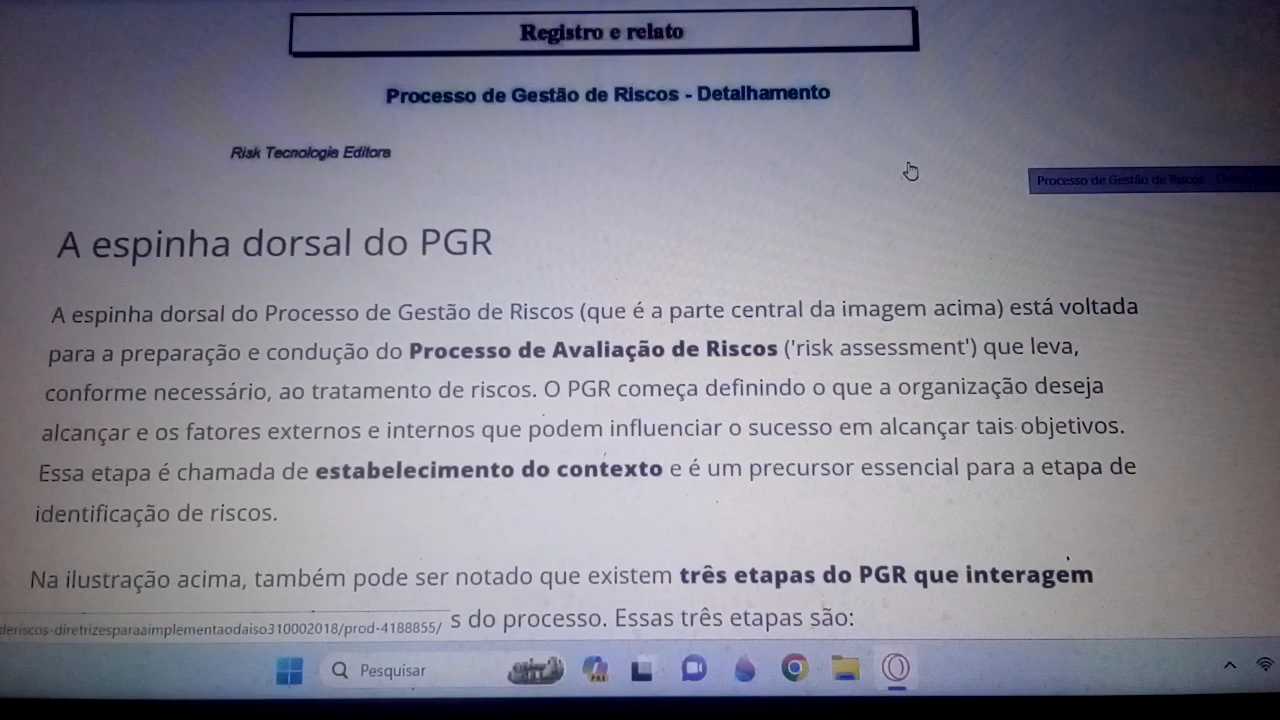 Registro e relato
Processo de Gestão de Riscos - Detalhamento
Risk Tecnologia Editora
Processo de Gestão de Riscos
A espinha dorsal do PGR
A espinha dorsal do Processo de Gestão de Riscos (que é a parte central da imagem acima) está voltada
para a preparação e condução do Processo de Avaliação de Riscos ('risk assessment') que leva,
conforme necessário, ao tratamento de riscos. O PGR começa definindo o que a organização deseja
alcançar e os fatores externos e internos que podem influenciar o sucesso em alcançar tais objetivos.
Essa etapa é chamada de estabelecimento do contexto e é um precursor essencial para a etapa de
identificação de riscos.
Na ilustração acima, também pode ser notado que existem três etapas do PGR que interagem
s do processo. Essas três etapas são:
deriscos-diretrizesparaaimplementaodaiso310002018/prod-4188855/
Pesquisar
PRE